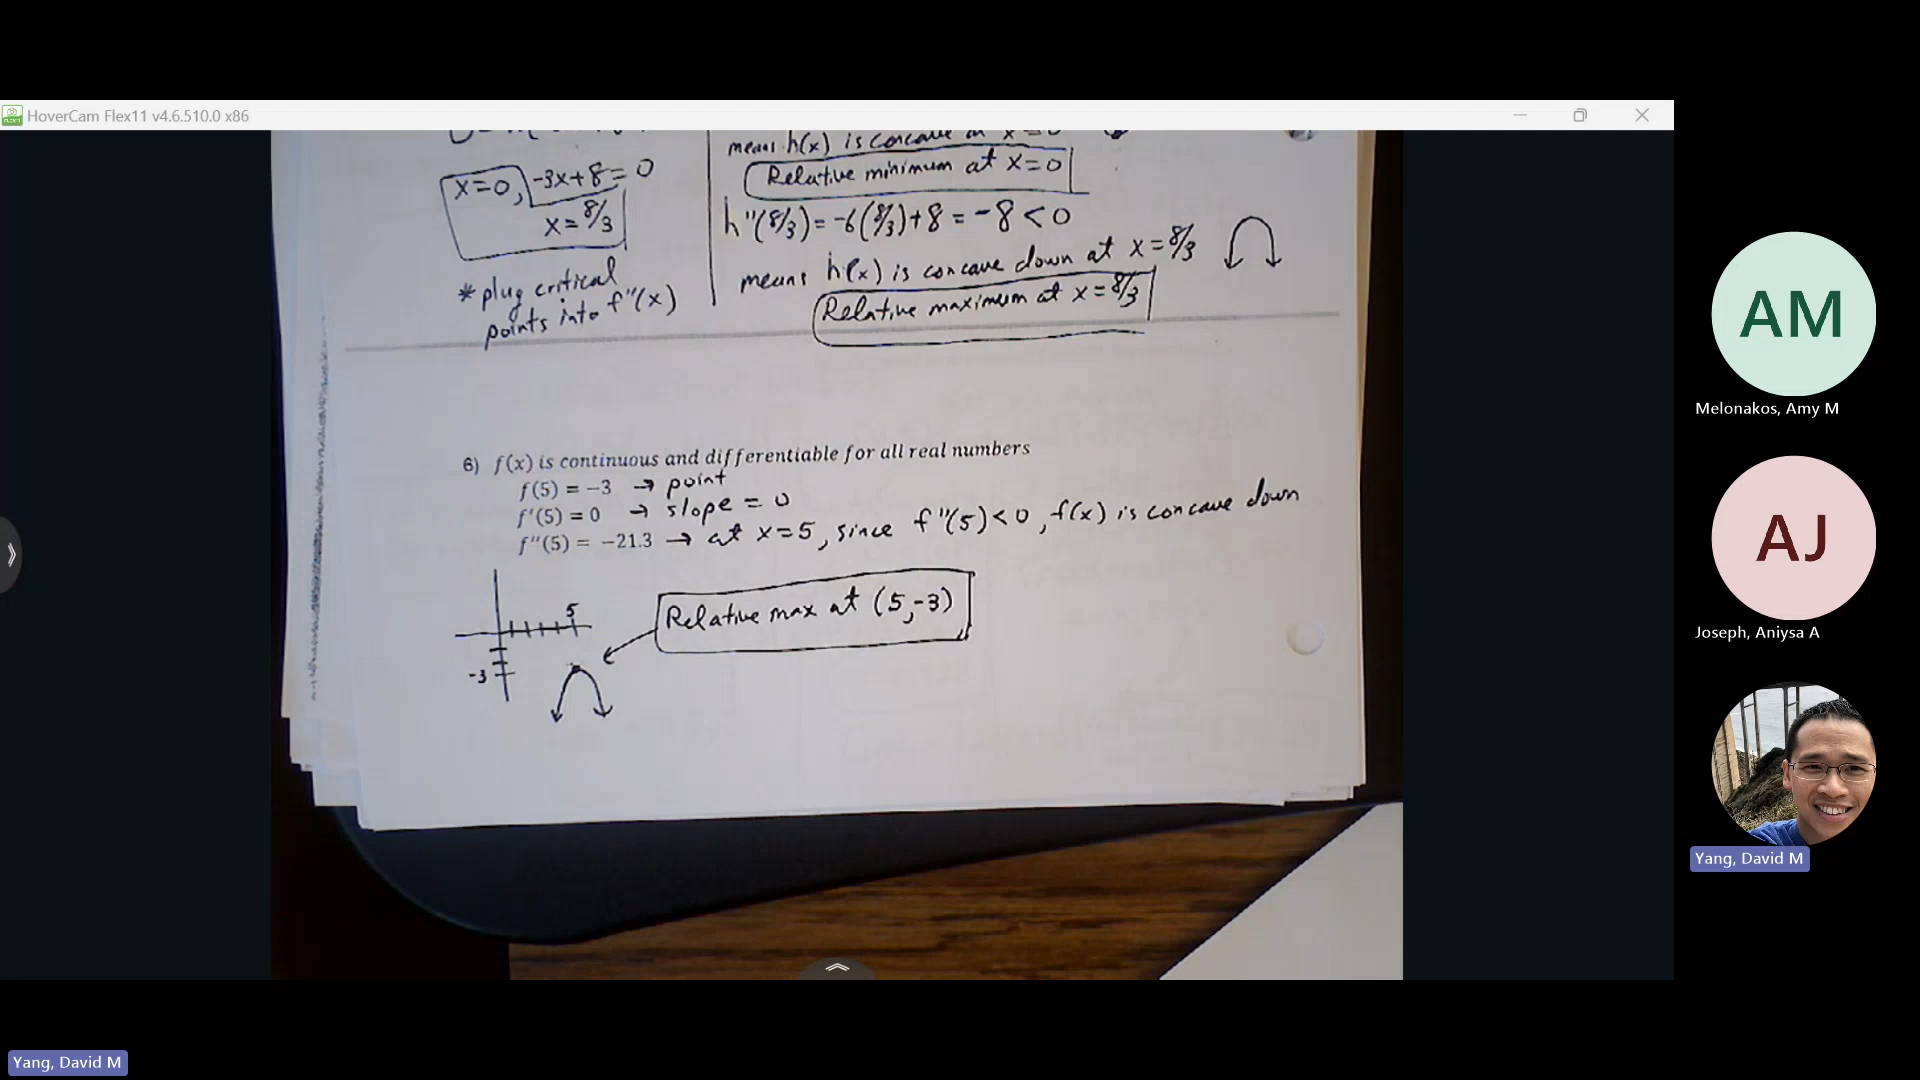 HoverCam Flex11 v4.6.510.0 x86
means h(x) is concave
x=0, -3x+8=0
x=8/3
* plug critical
points into f''(x)
Relative minimum at x=0
h''(8/3)=-6(8/3)+8=-8<0
means h(x) is concave down at x=8/3
Relative maximum at x=8/3
6) f(x) is continuous and differentiable for all real numbers
f(5) = −3 → point
f'(5) = 0 → slope = 0
f''(5) = −21.3 → at x=5, since f''(5)<0, f(x) is concave down
5
-3
Relative max at (5,-3)
AM
Melonakos, Amy M
AJ
Joseph, Aniysa A
Yang, David M
Yang, David M